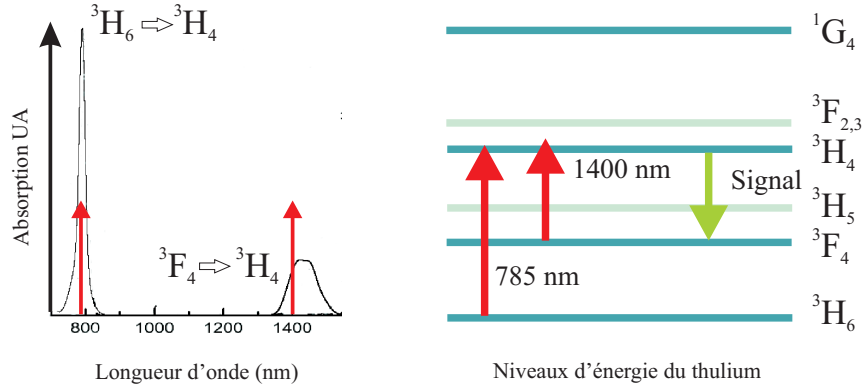 ³H₆ ⇨ ³H₄
Absorption UA
³F₄ ⇨ ³H₄
800 1000 1200 1400
Longueur d’onde (nm)
¹G₄
³F₂,₃
³H₄
1400 nm
Signal
³H₅
³F₄
785 nm
³H₆
Niveaux d’énergie du thulium